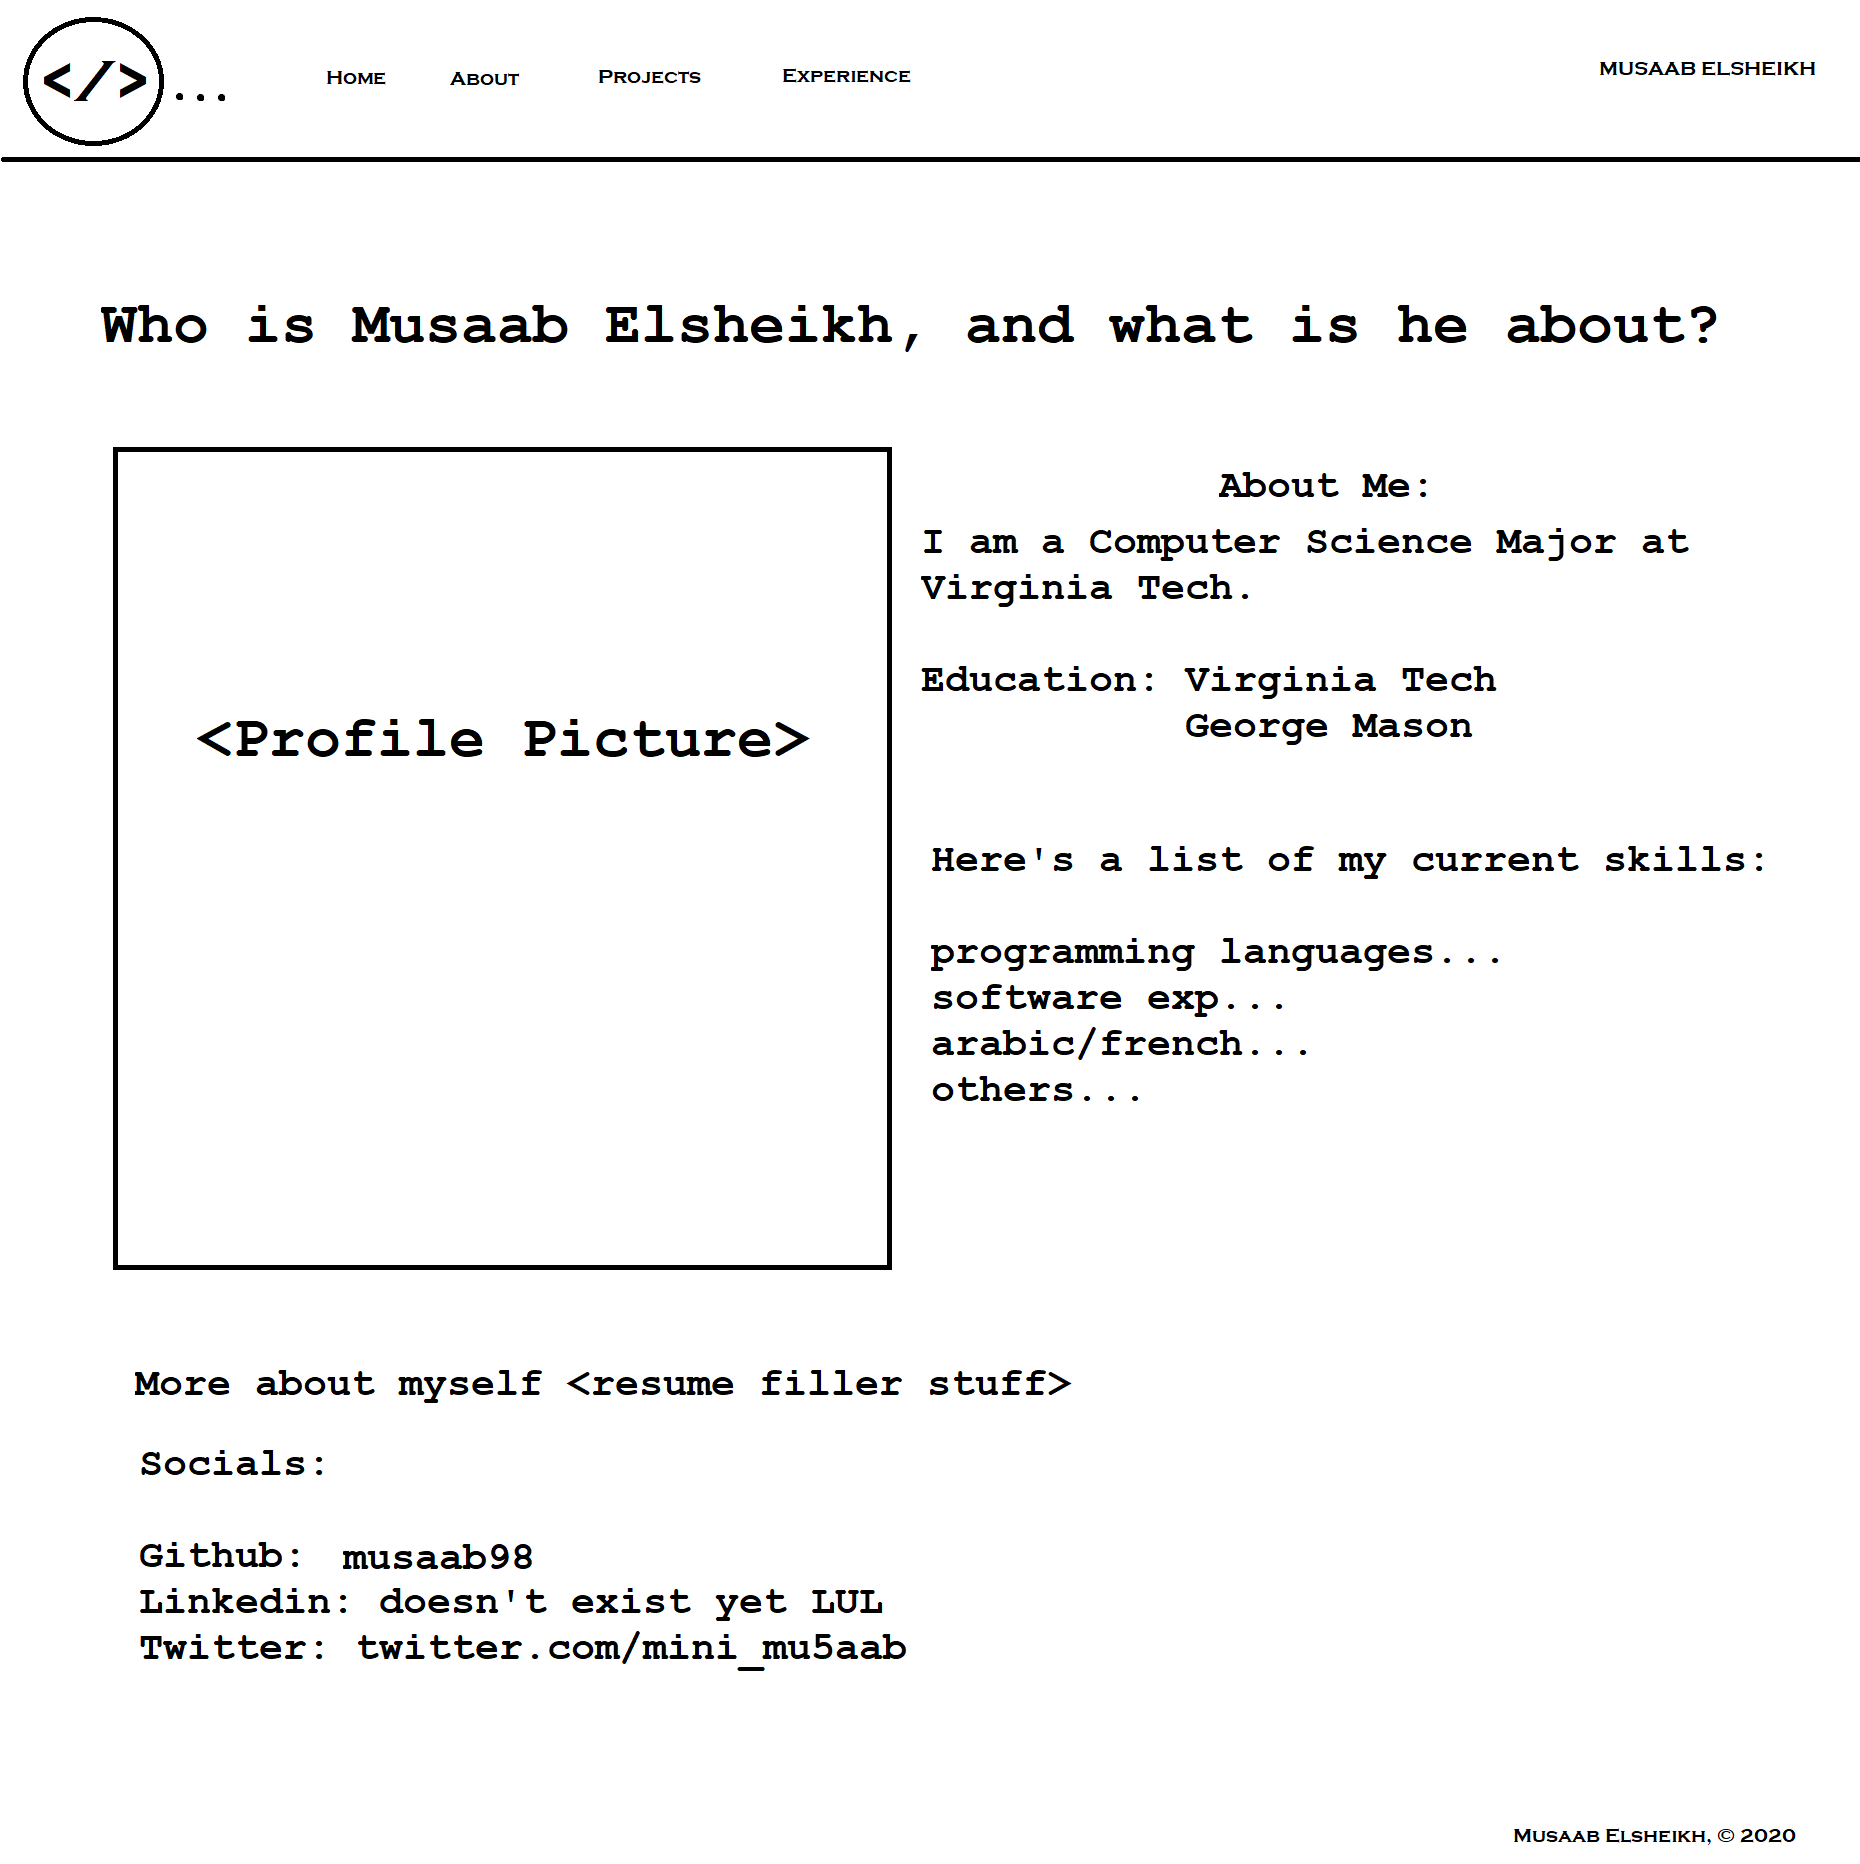 </>...
Home About Projects Experience MUSAAB ELSHEIKH
Who is Musaab Elsheikh, and what is he about?
<Profile Picture>
About Me:
I am a Computer Science Major at
Virginia Tech.
Education: Virginia Tech
George Mason
Here's a list of my current skills:
programming languages...
software exp...
arabic/french...
others...
More about myself <resume filler stuff>
Socials:
Github: musaab98
Linkedin: doesn't exist yet LUL
Twitter: twitter.com/mini_mu5aab
Musaab Elsheikh, © 2020